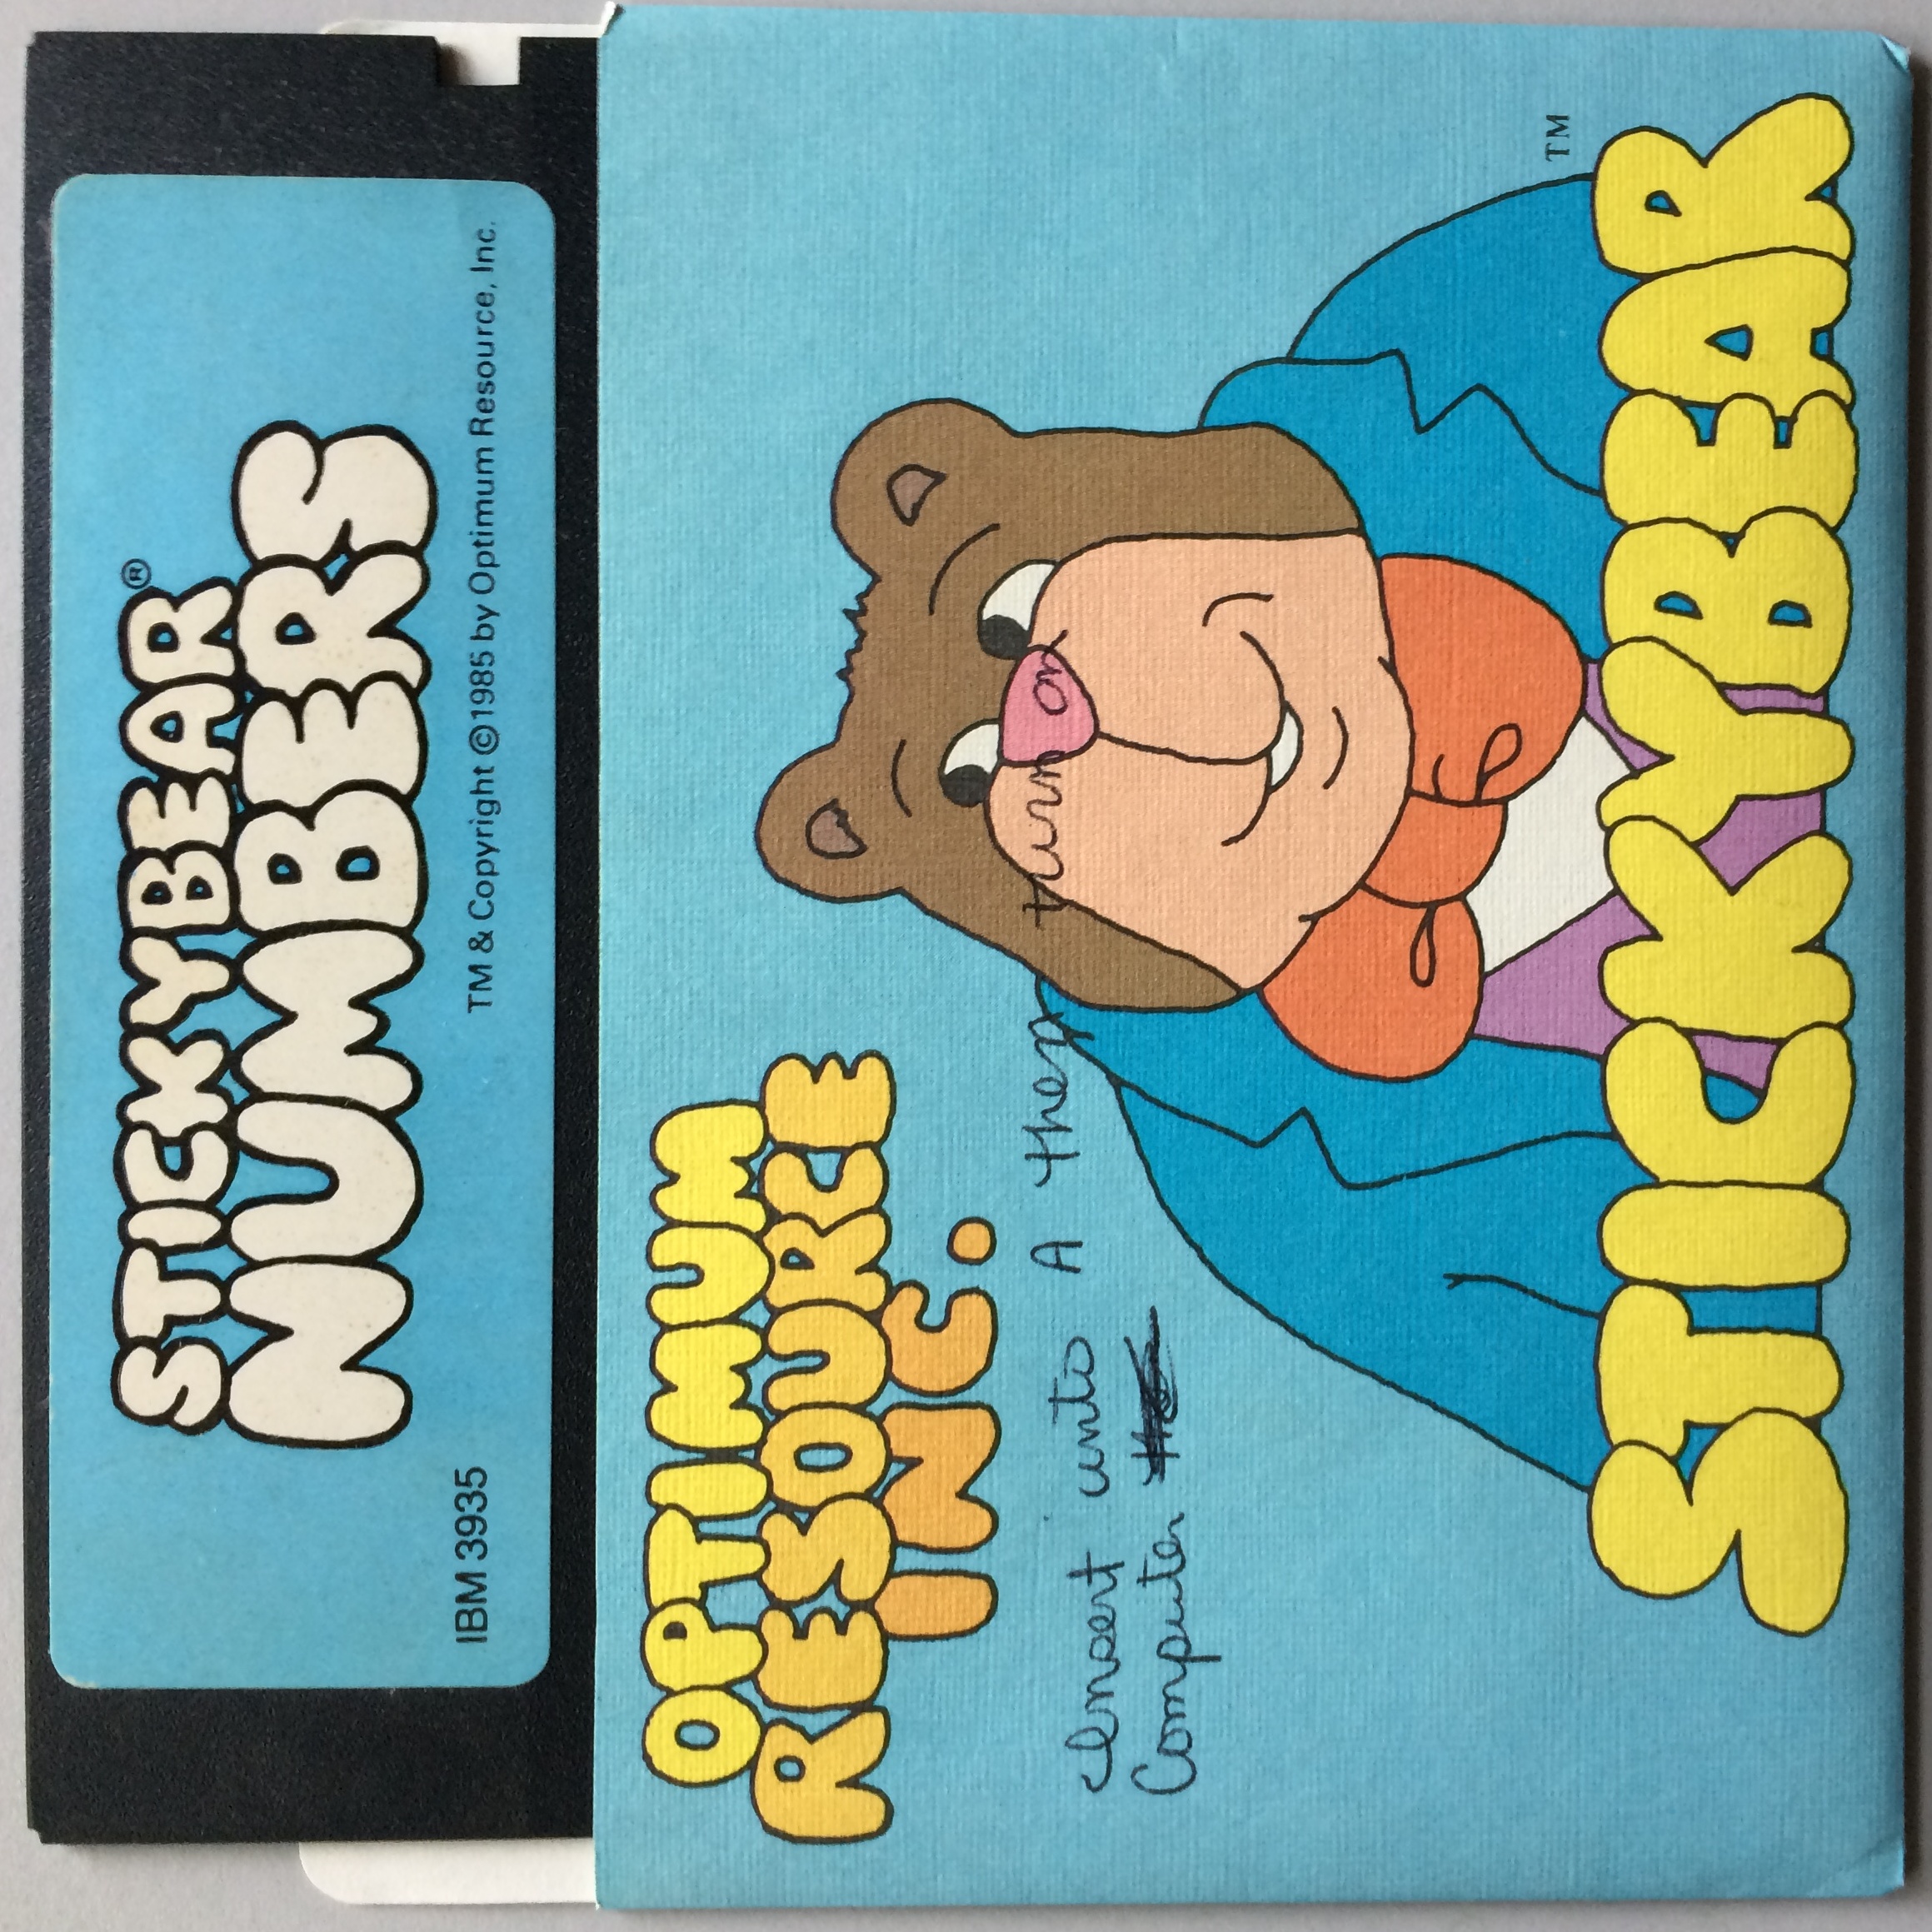 STICKYBEAR®
NUMBERS
IBM 3935
TM & Copyright ©1985 by Optimum Resource, Inc.
OPTIMUM
RESOURCE
INC.
Insert into A then turn on
Computer
TM
STICKYBEAR